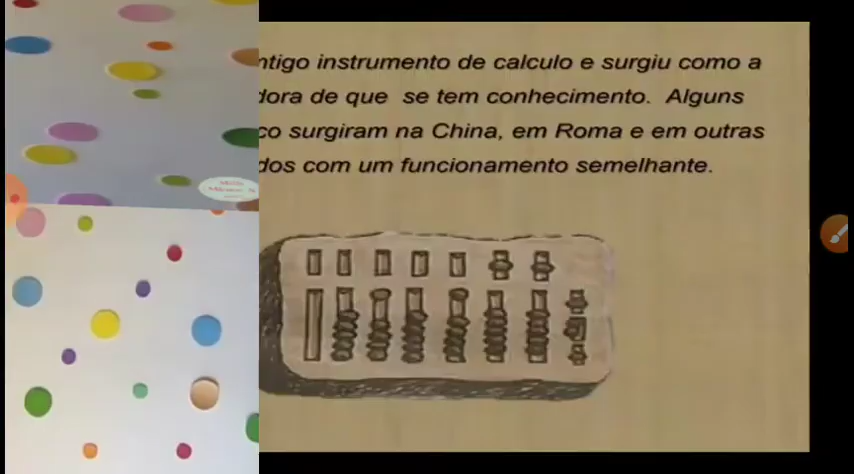 ntigo instrumento de calculo e surgiu como a
dora de que se tem conhecimento. Alguns
co surgiram na China, em Roma e em outras
dos com um funcionamento semelhante.